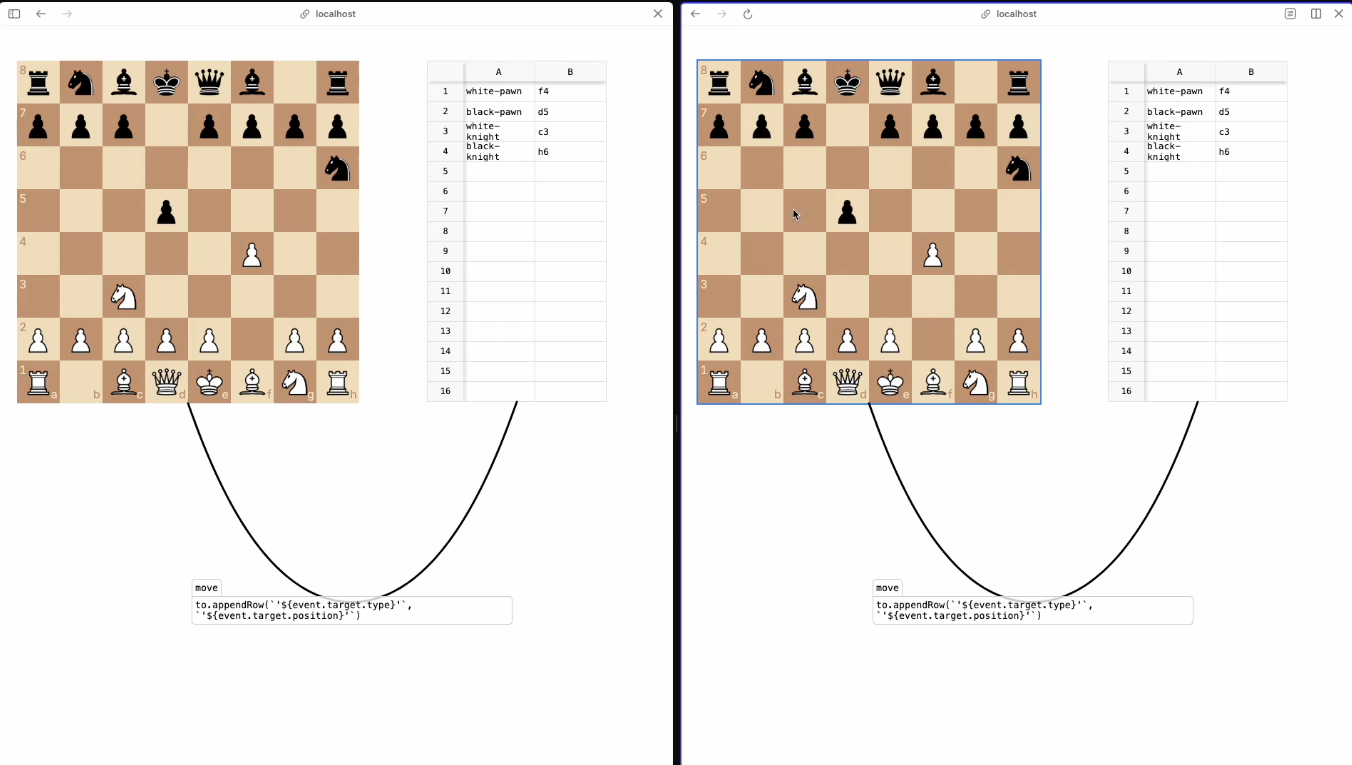 localhost
8
7
6
5
4
3
2
1
a b c d e f g h
A B
1 white-pawn f4
2 black-pawn d5
3 white-knight c3
4 black-knight h6
5
6
7
8
9
10
11
12
13
14
15
16
move
to.appendRow(`'${event.target.type}'`,
`'${event.target.position}'`)
localhost
8
7
6
5
4
3
2
1
a b c d e f g h
A B
1 white-pawn f4
2 black-pawn d5
3 white-knight c3
4 black-knight h6
5
6
7
8
9
10
11
12
13
14
15
16
move
to.appendRow(`'${event.target.type}'`,
`'${event.target.position}'`)